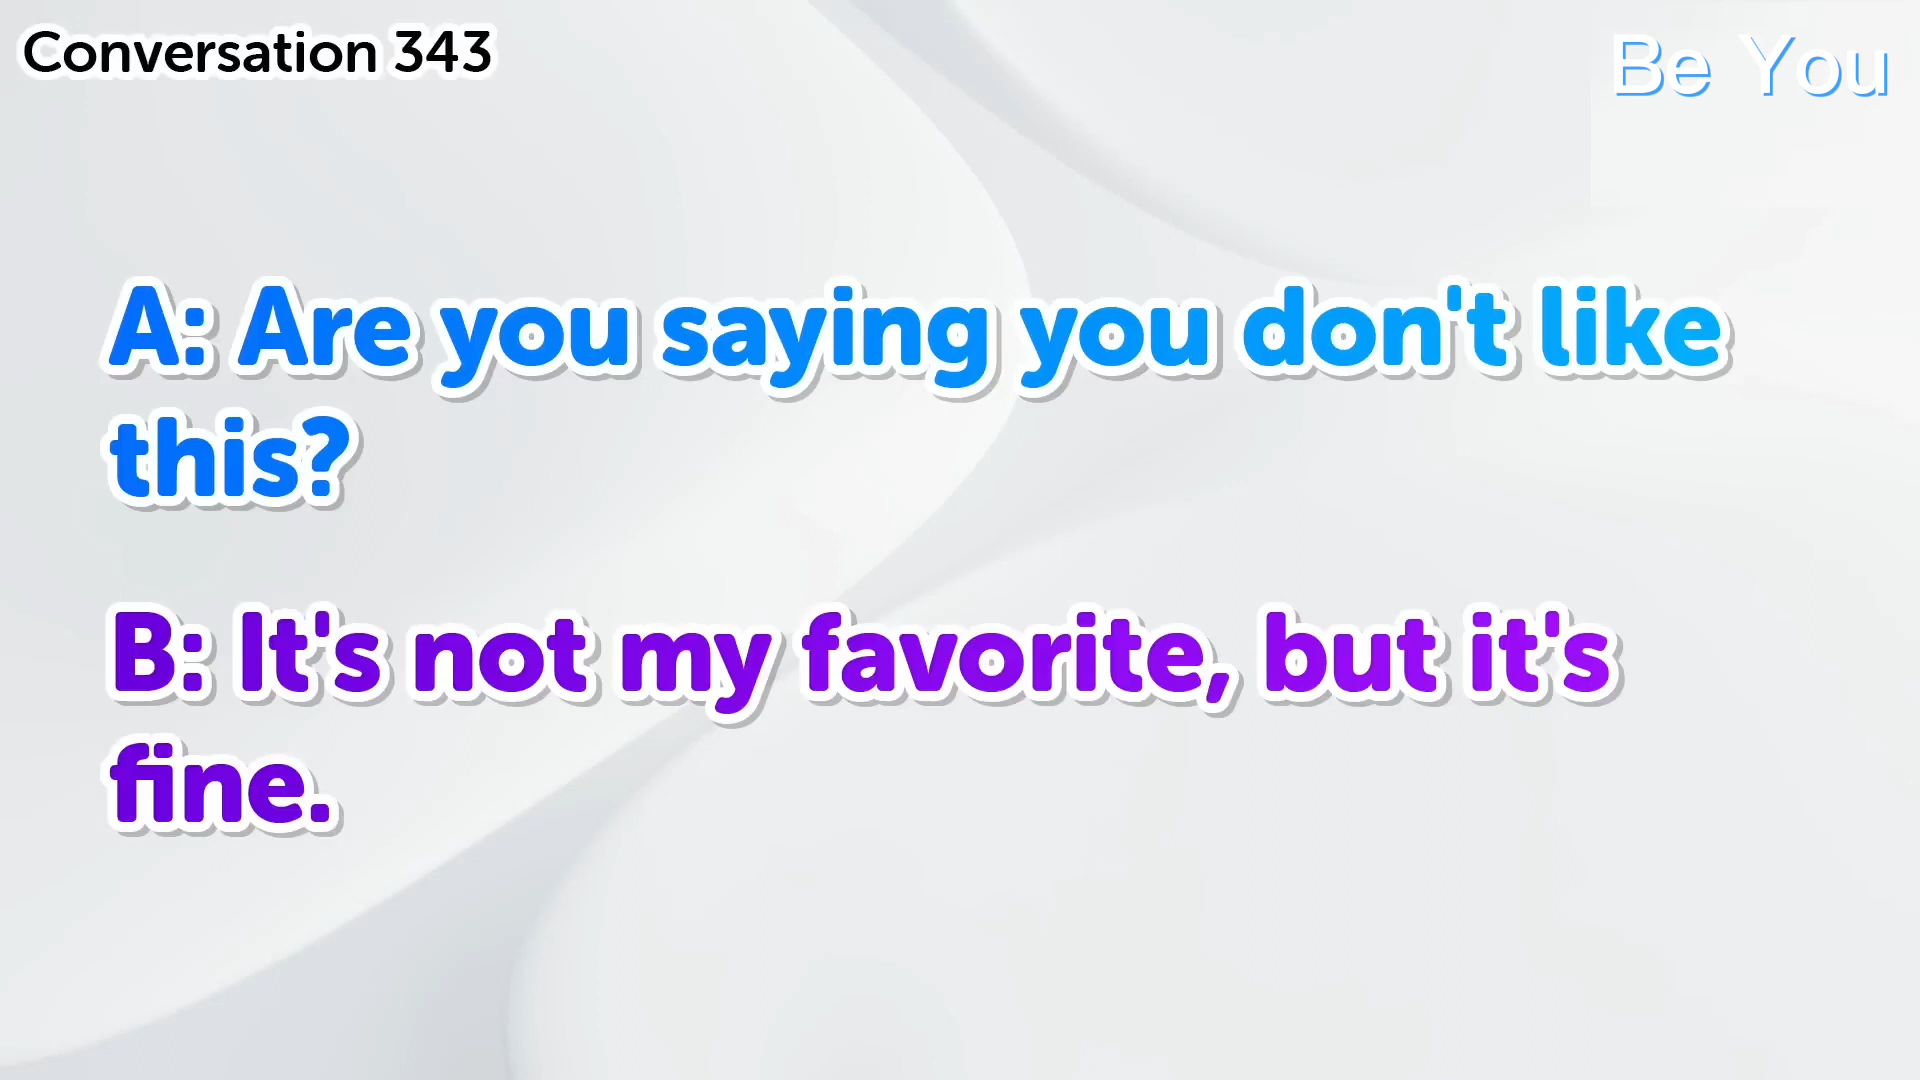 Conversation 343
Be You
A: Are you saying you don't like
this?
B: It's not my favorite, but it's
fine.